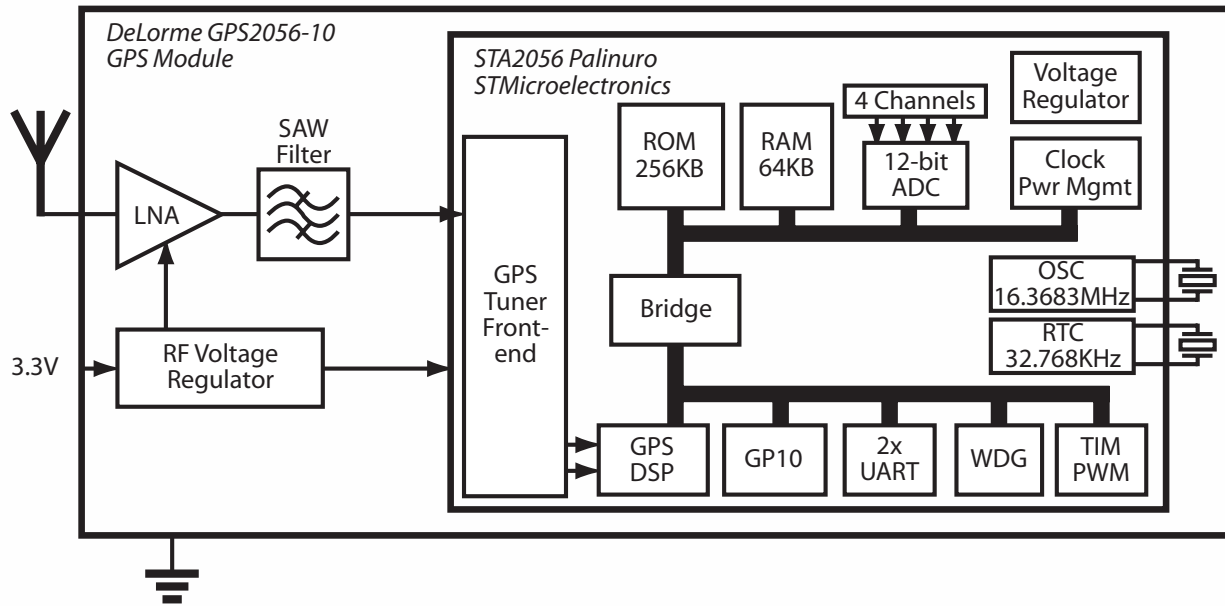 DeLorme GPS2056-10
GPS Module
STA2056 Palinuro
STMicroelectronics
Voltage
Regulator
4 Channels
ROM
256KB
RAM
64KB
12-bit
ADC
Clock
Pwr Mgmt
SAW
Filter
LNA
GPS
Tuner
Front-
end
Bridge
OSC
16.3683MHz
RTC
32.768KHz
3.3V
RF Voltage
Regulator
GPS
DSP
GP10
2x
UART
WDG
TIM
PWM